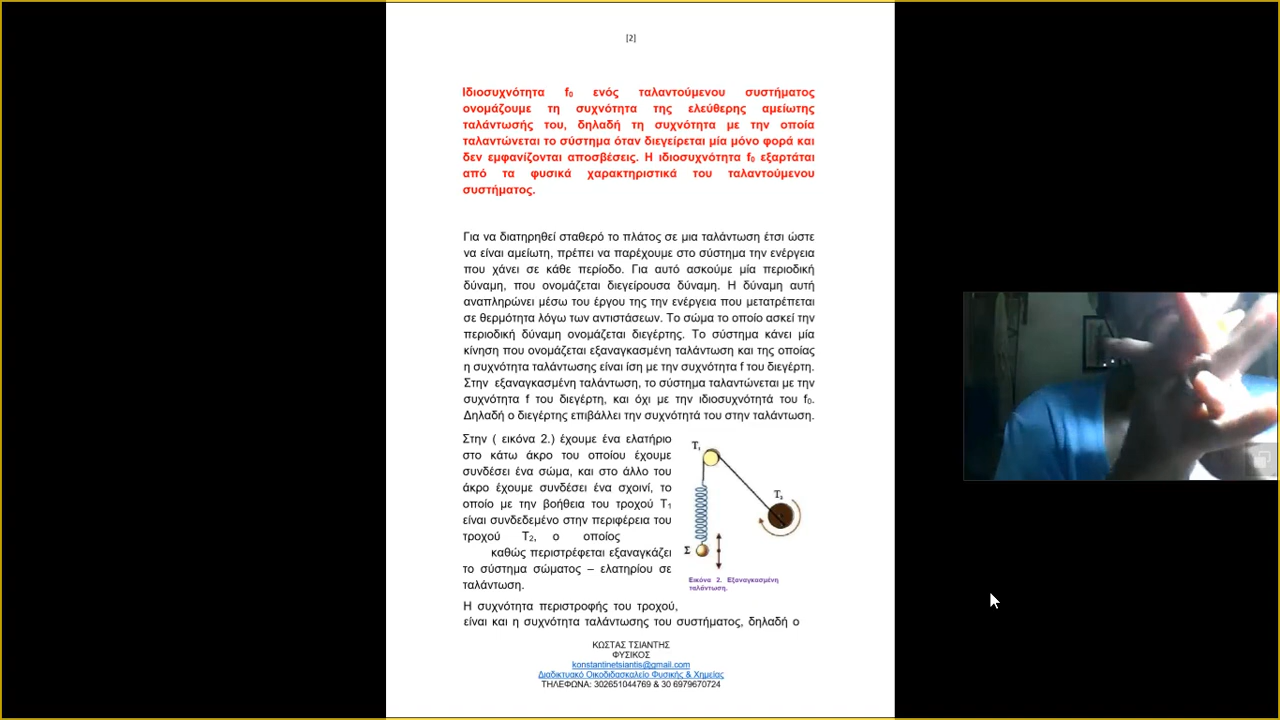 [2]
Ιδιοσυχνότητα f₀ ενός ταλαντούμενου συστήματος
ονομάζουμε τη συχνότητα της ελεύθερης αμείωτης
ταλάντωσής του, δηλαδή τη συχνότητα με την οποία
ταλαντώνεται το σύστημα όταν διεγείρεται μία μόνο φορά και
δεν εμφανίζονται αποσβέσεις. Η ιδιοσυχνότητα f₀ εξαρτάται
από τα φυσικά χαρακτηριστικά του ταλαντούμενου
συστήματος.
Για να διατηρηθεί σταθερό το πλάτος σε μια ταλάντωση έτσι ώστε
να είναι αμείωτη, πρέπει να παρέχουμε στο σύστημα την ενέργεια
που χάνει σε κάθε περίοδο. Για αυτό ασκούμε μία περιοδική
δύναμη, που ονομάζεται διεγείρουσα δύναμη. Η δύναμη αυτή
αναπληρώνει μέσω του έργου της την ενέργεια που μετατρέπεται
σε θερμότητα λόγω των αντιστάσεων. Το σώμα το οποίο ασκεί την
περιοδική δύναμη ονομάζεται διεγέρτης. Το σύστημα κάνει μία
κίνηση που ονομάζεται εξαναγκασμένη ταλάντωση και της οποίας
η συχνότητα ταλάντωσης είναι ίση με την συχνότητα f του διεγέρτη.
Στην εξαναγκασμένη ταλάντωση, το σύστημα ταλαντώνεται με την
συχνότητα f του διεγέρτη, και όχι με την ιδιοσυχνότητά του f₀.
Δηλαδή ο διεγέρτης επιβάλλει την συχνότητά του στην ταλάντωση.
Στην ( εικόνα 2.) έχουμε ένα ελατήριο
στο κάτω άκρο του οποίου έχουμε
συνδέσει ένα σώμα, και στο άλλο του
άκρο έχουμε συνδέσει ένα σχοινί, το
οποίο με την βοήθεια του τροχού Τ₁
είναι συνδεδεμένο στην περιφέρεια του
τροχού Τ₂, ο οποίος
καθώς περιστρέφεται εξαναγκάζει
το σύστημα σώματος – ελατηρίου σε
ταλάντωση.
Τ₁
Τ₂
Σ
Εικόνα 2. Εξαναγκασμένη
ταλάντωση.
Η συχνότητα περιστροφής του τροχού,
είναι και η συχνότητα ταλάντωσης του συστήματος, δηλαδή ο
ΚΩΣΤΑΣ ΤΣΙΑΝΤΗΣ
ΦΥΣΙΚΟΣ
konstantinetsiantis@gmail.com
Διαδικτυακό Οικοδιδασκαλείο Φυσικής & Χημείας
ΤΗΛΕΦΩΝΑ: 302651044769 & 30 6979670724